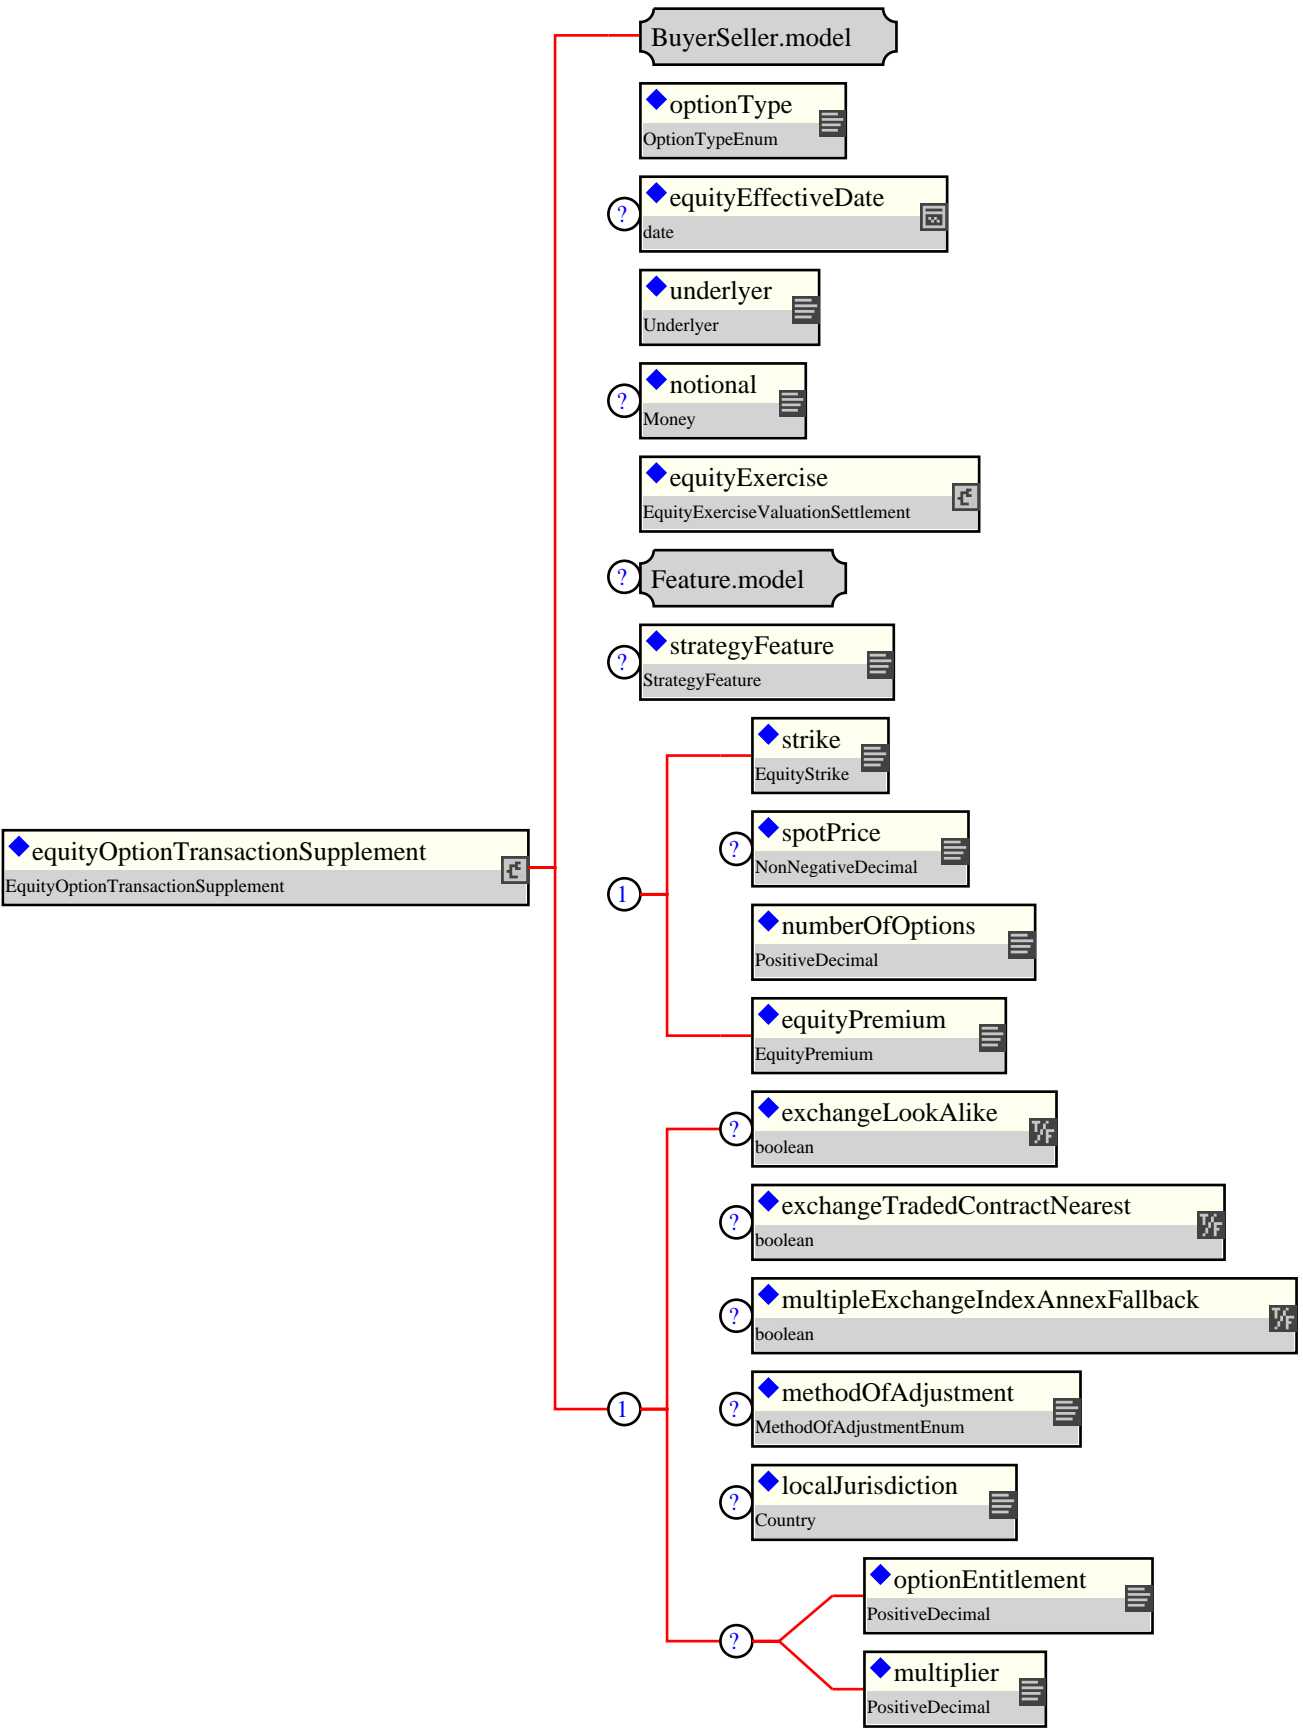 BuyerSeller.model
optionType
OptionTypeEnum
equityEffectiveDate
?
date
underlyer
Underlyer
notional
?
Money
equityExercise
EquityExerciseValuationSettlement
?
Feature.model
strategyFeature
?
StrategyFeature
strike
EquityStrike
spotPrice
?
NonNegativeDecimal
equityOptionTransactionSupplement
EquityOptionTransactionSupplement
1
numberOfOptions
PositiveDecimal
equityPremium
EquityPremium
exchangeLookAlike
?
T/F
boolean
exchangeTradedContractNearest
?
T/F
boolean
multipleExchangeIndexAnnexFallback
?
T/F
boolean
methodOfAdjustment
1
?
MethodOfAdjustmentEnum
localJurisdiction
?
Country
optionEntitlement
PositiveDecimal
?
multiplier
PositiveDecimal